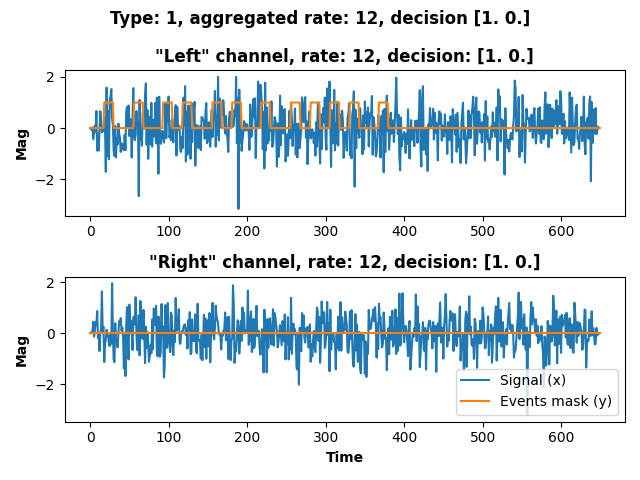 Type: 1, aggregated rate: 12, decision [1. 0.]
"Left" channel, rate: 12, decision: [1. 0.]
Mag
2
0
−2
0 100 200 300 400 500 600
"Right" channel, rate: 12, decision: [1. 0.]
Mag
2
0
−2
Signal (x)
Events mask (y)
0 100 200 300 400 500 600
Time